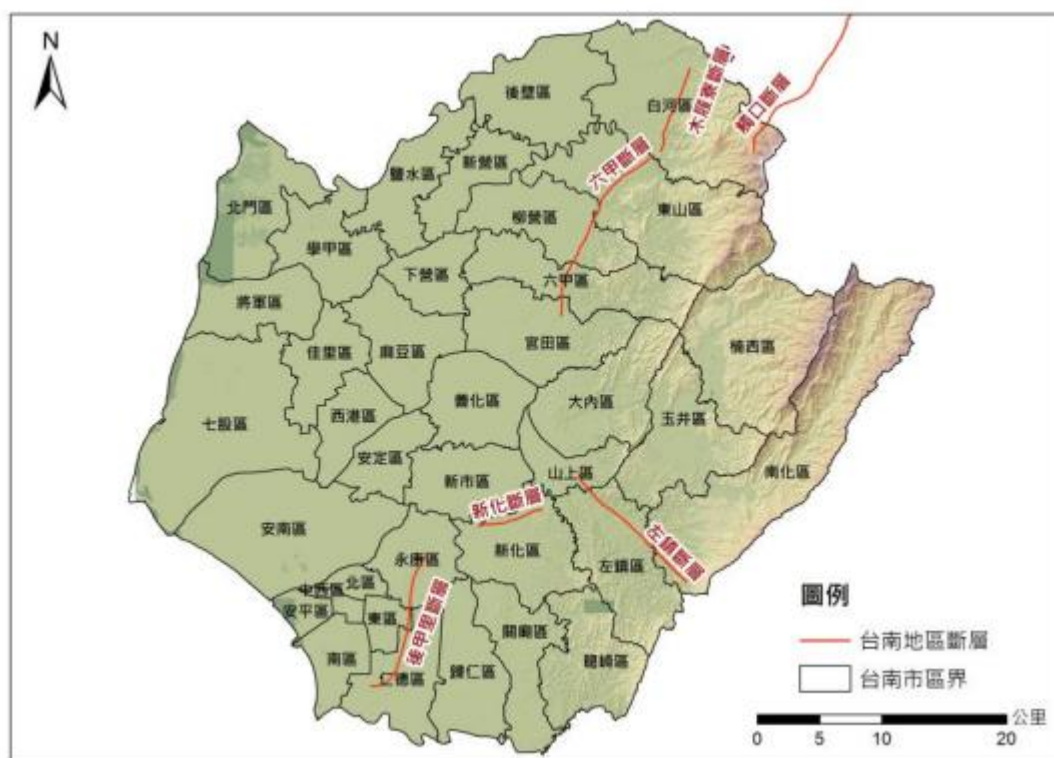 N
後壁區
白河區
木屐寮斷層
觸口斷層
六甲斷層
新營區
鹽水區
北門區
柳營區
東山區
學甲區
下營區
六甲區
將軍區
官田區
楠西區
佳里區
麻豆區
大內區
玉井區
善化區
西港區
七股區
安定區
山上區
南化區
新市區
新化斷層
安南區
新化區
左鎮斷層
永康區
左鎮區
北區
中西區
安平區
東區
後甲里斷層
關廟區
南區
龍崎區
歸仁區
仁德區
圖例
台南地區斷層
台南市區界
公里
0 5 10 20